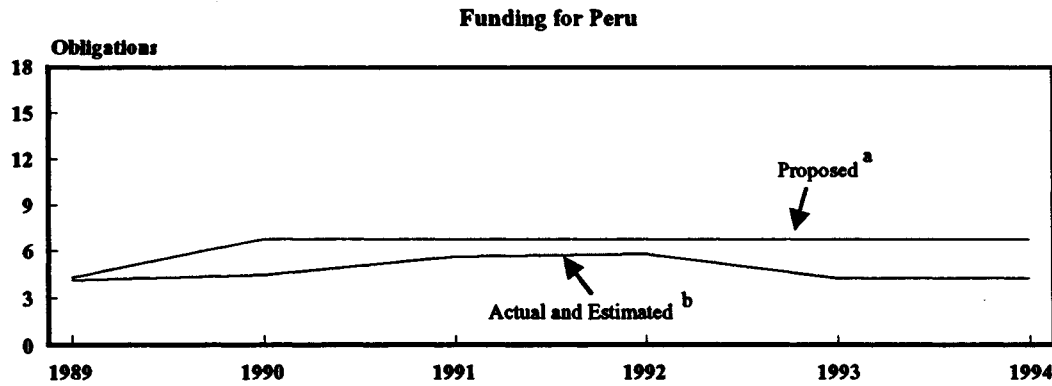 Funding for Peru
Obligations
18
15
12
9
6
3
0
Proposed a
Actual and Estimated b
1989 1990 1991 1992 1993 1994